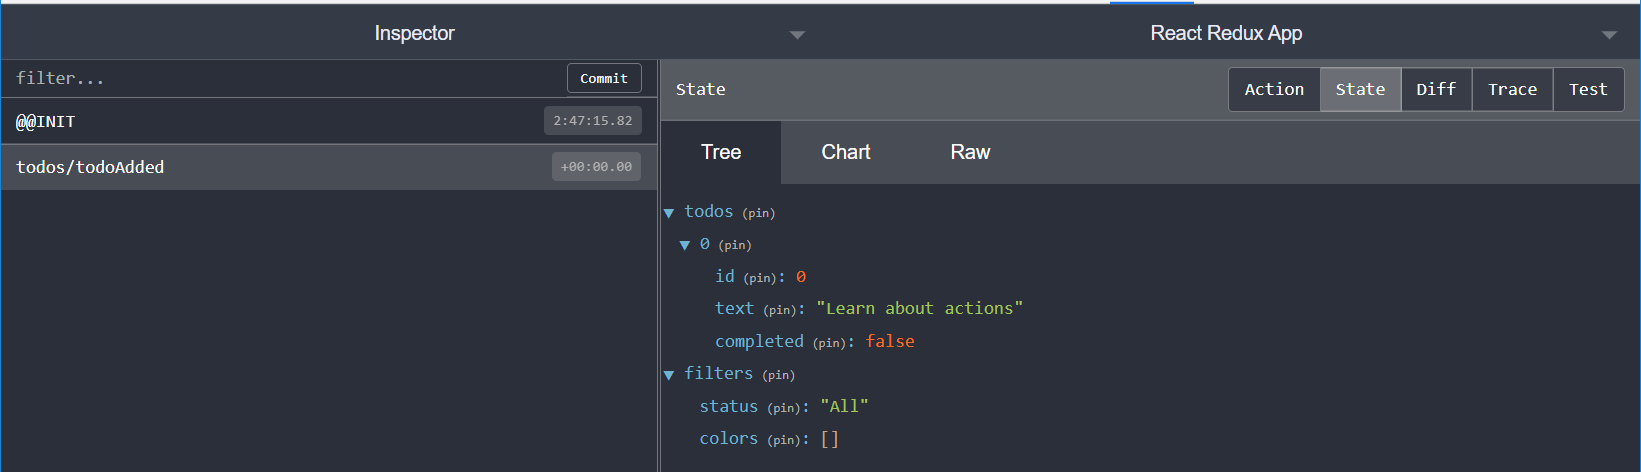 Inspector
React Redux App
filter...
Commit
@@INIT
2:47:15.82
todos/todoAdded
+00:00.00
State
Action
State
Diff
Trace
Test
Tree
Chart
Raw
todos (pin)
0 (pin)
id (pin): 0
text (pin): "Learn about actions"
completed (pin): false
filters (pin)
status (pin): "All"
colors (pin): []